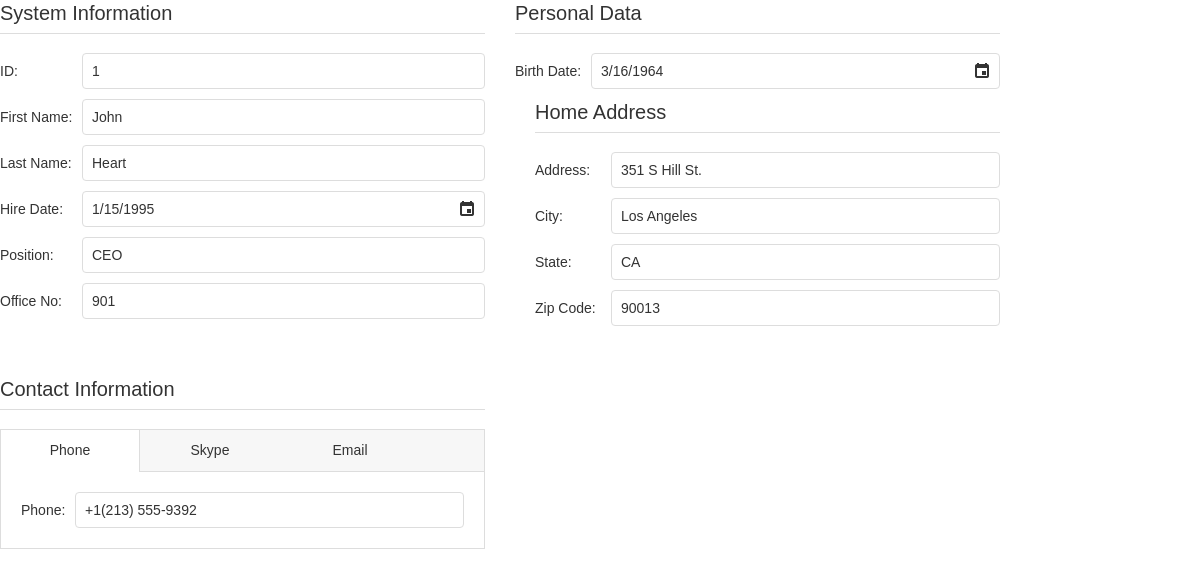 System Information
ID: 1
First Name: John
Last Name: Heart
Hire Date: 1/15/1995
Position: CEO
Office No: 901
Personal Data
Birth Date: 3/16/1964
Home Address
Address: 351 S Hill St.
City: Los Angeles
State: CA
Zip Code: 90013
Contact Information
Phone Skype Email
Phone: +1(213) 555-9392